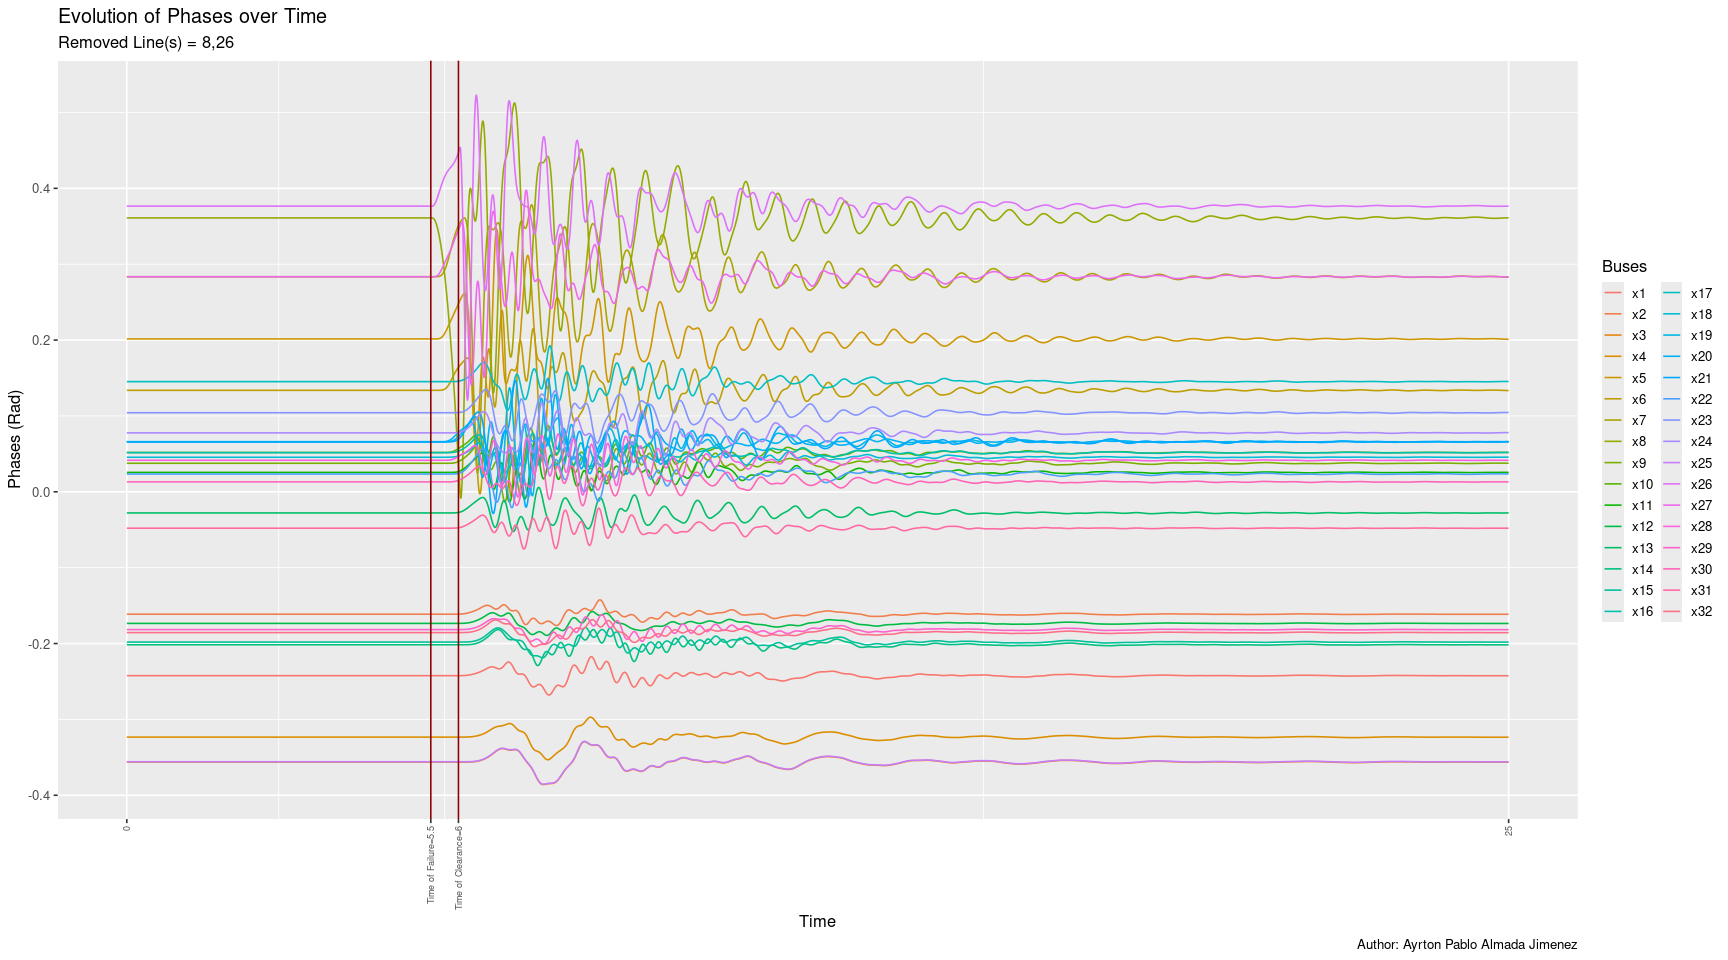 Evolution of Phases over Time
Removed Line(s) = 8,26
Phases (Rad)
0.4
0.2
0.0
-0.2
-0.4
0
Time of Failure=5.5
Time of Clearance=6
25
Time
Buses
x1
x2
x3
x4
x5
x6
x7
x8
x9
x10
x11
x12
x13
x14
x15
x16
x17
x18
x19
x20
x21
x22
x23
x24
x25
x26
x27
x28
x29
x30
x31
x32
Author: Ayrton Pablo Almada Jimenez